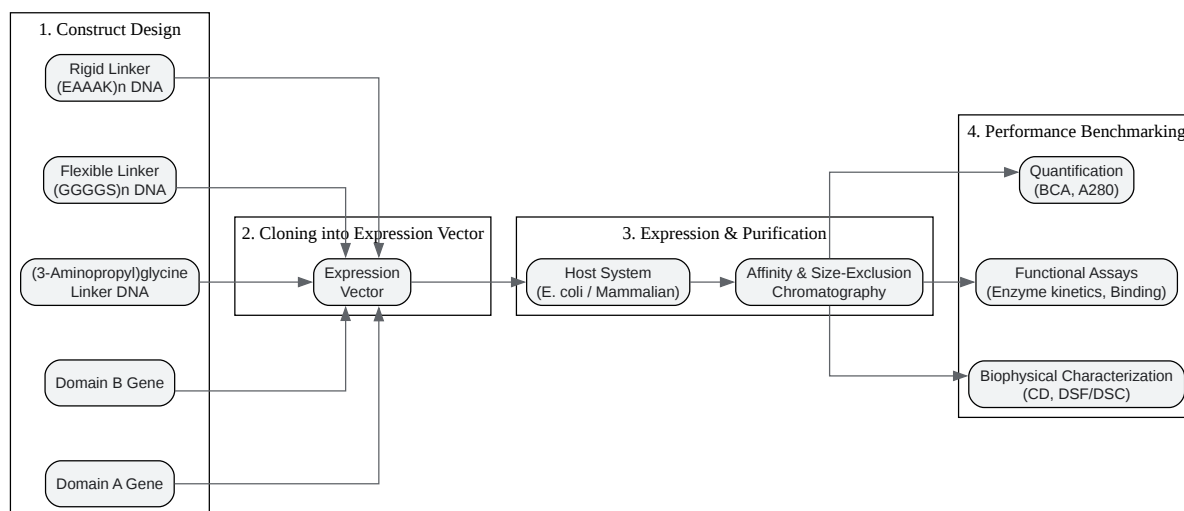 1. Construct Design
Rigid Linker
(EAAAK)n DNA
Flexible Linker
(GGGGS)n DNA
(3-Aminopropyl)glycine
Linker DNA
Domain B Gene
Domain A Gene
2. Cloning into Expression Vector
Expression
Vector
3. Expression & Purification
Host System
(E. coli / Mammalian)
Affinity & Size-Exclusion
Chromatography
4. Performance Benchmarking
Quantification
(BCA, A280)
Functional Assays
(Enzyme kinetics, Binding)
Biophysical Characterization
(CD, DSF/DSC)